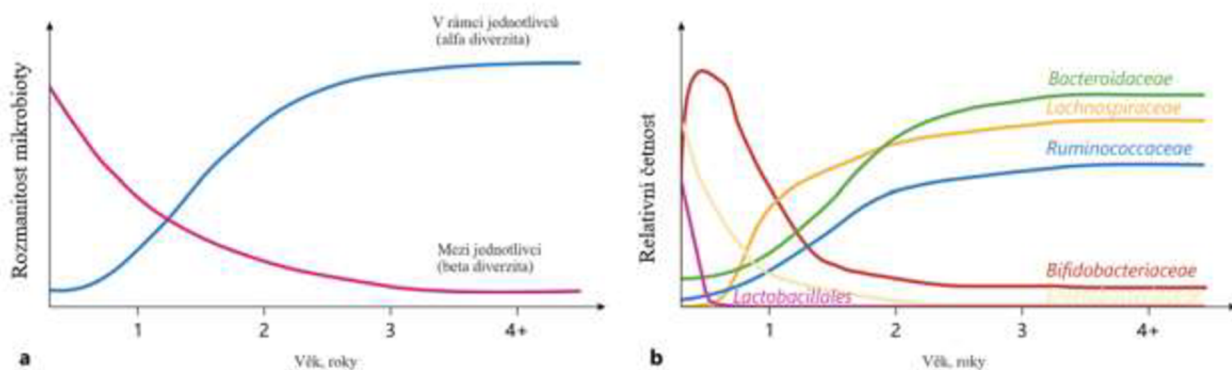 V rámci jednotlivců
(alfa diverzita)
Rozmanitost mikrobioty
Mezi jednotlivci
(beta diverzita)
1
2
3
4+
a
Věk, roky
Relativní četnost
Bacteroidaceae
Lachnospiraceae
Ruminococcaceae
Bifidobacteriaceae
Lactobacillales
1
2
3
4+
b
Věk, roky